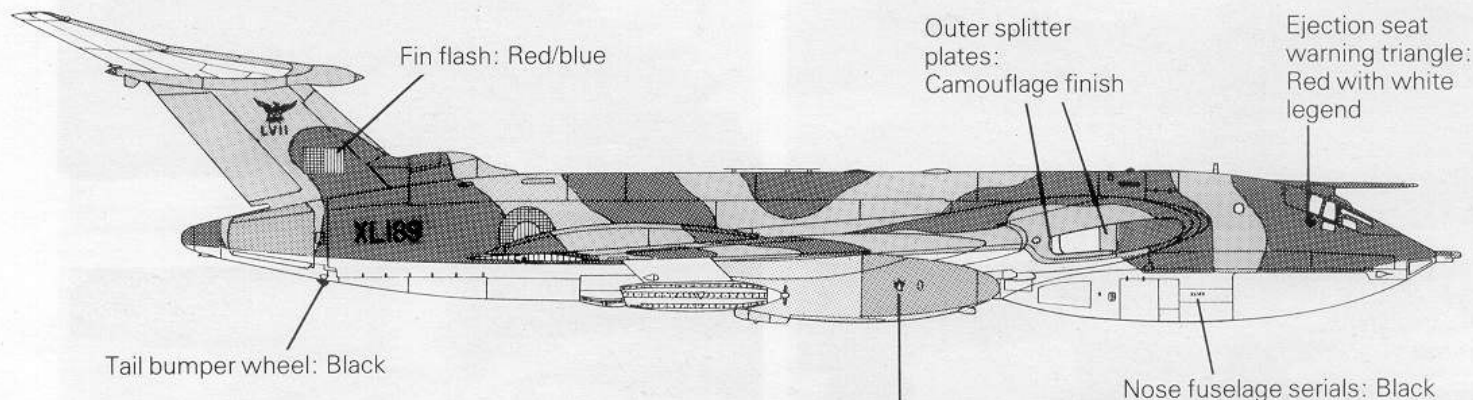 Fin flash: Red/blue
Outer splitter
plates:
Camouflage finish
Ejection seat
warning triangle:
Red with white
legend
LVII
XL189
Tail bumper wheel: Black
Nose fuselage serials: Black